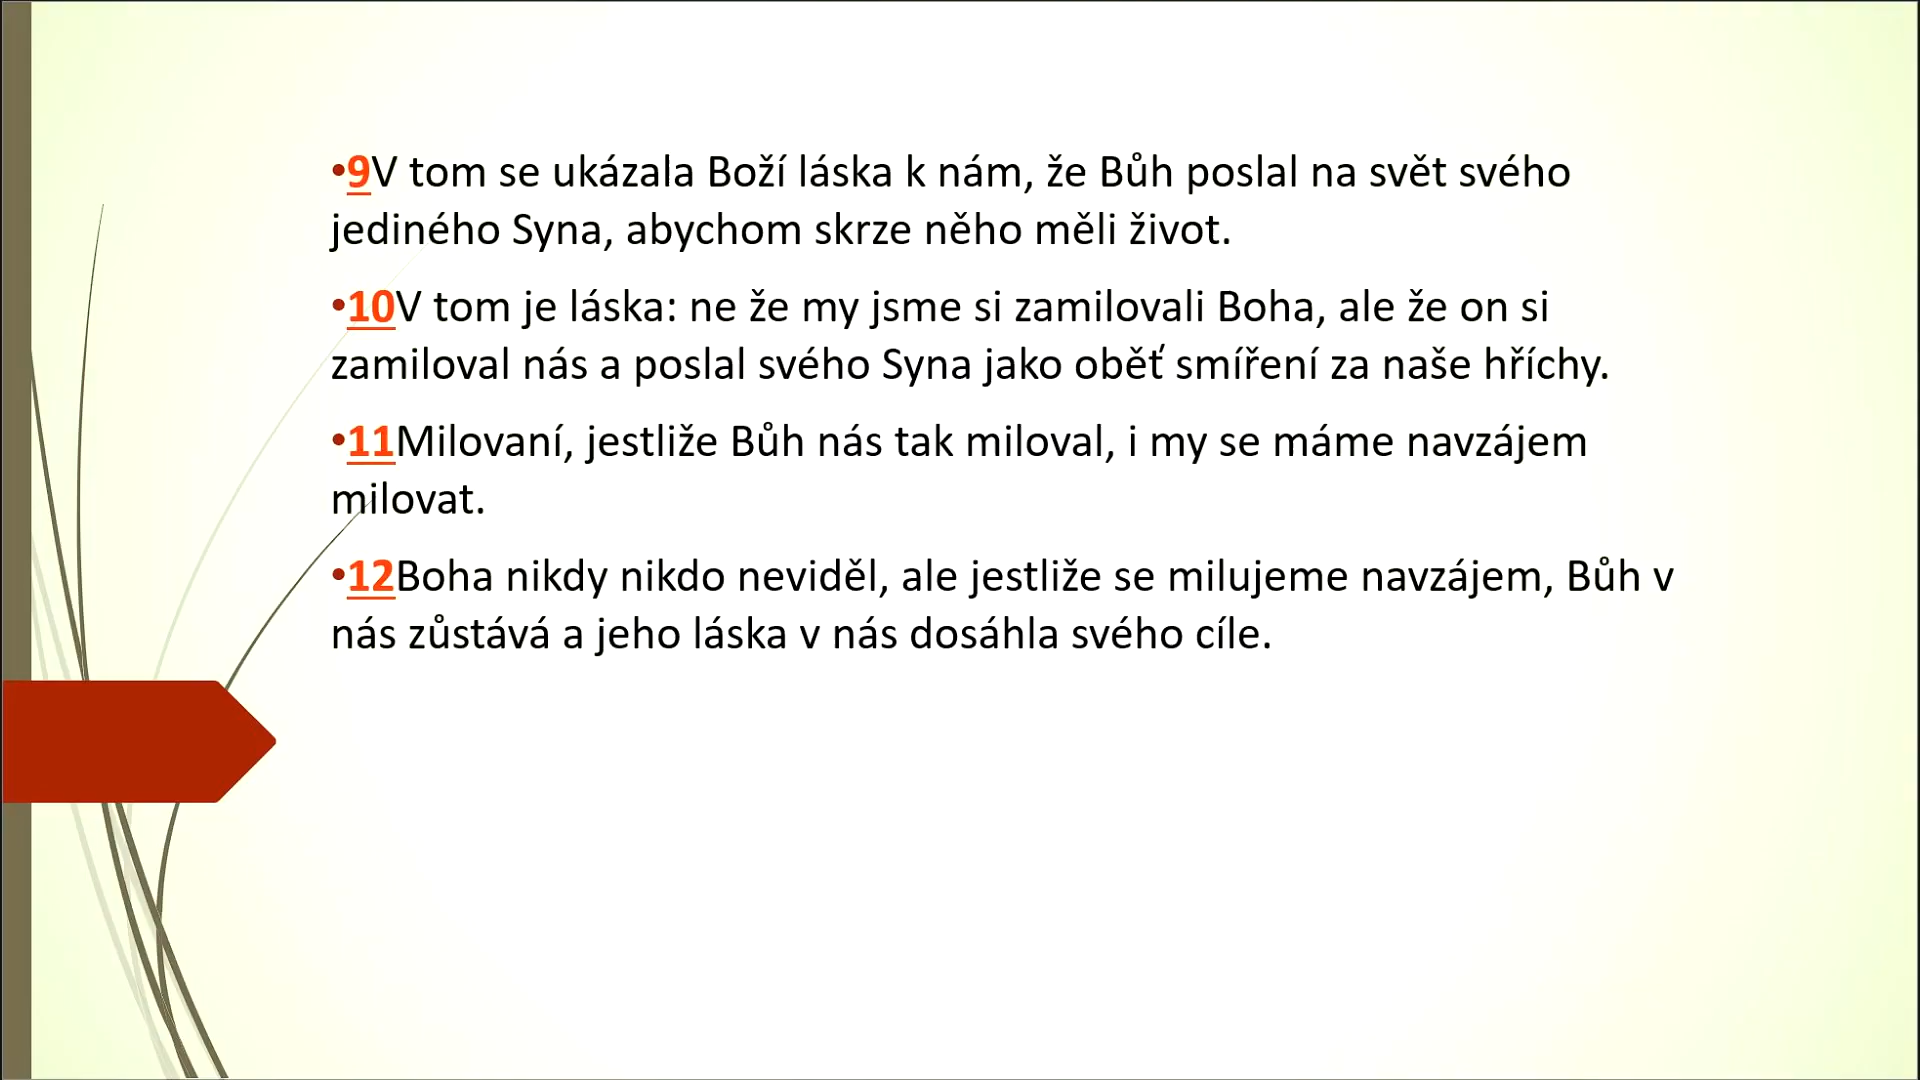 •9V tom se ukázala Boží láska k nám, že Bůh poslal na svět svého
jediného Syna, abychom skrze něho měli život.
•10V tom je láska: ne že my jsme si zamilovali Boha, ale že on si
zamiloval nás a poslal svého Syna jako oběť smíření za naše hříchy.
•11Milovaní, jestliže Bůh nás tak miloval, i my se máme navzájem
milovat.
•12Boha nikdy nikdo neviděl, ale jestliže se milujeme navzájem, Bůh v
nás zůstává a jeho láska v nás dosáhla svého cíle.